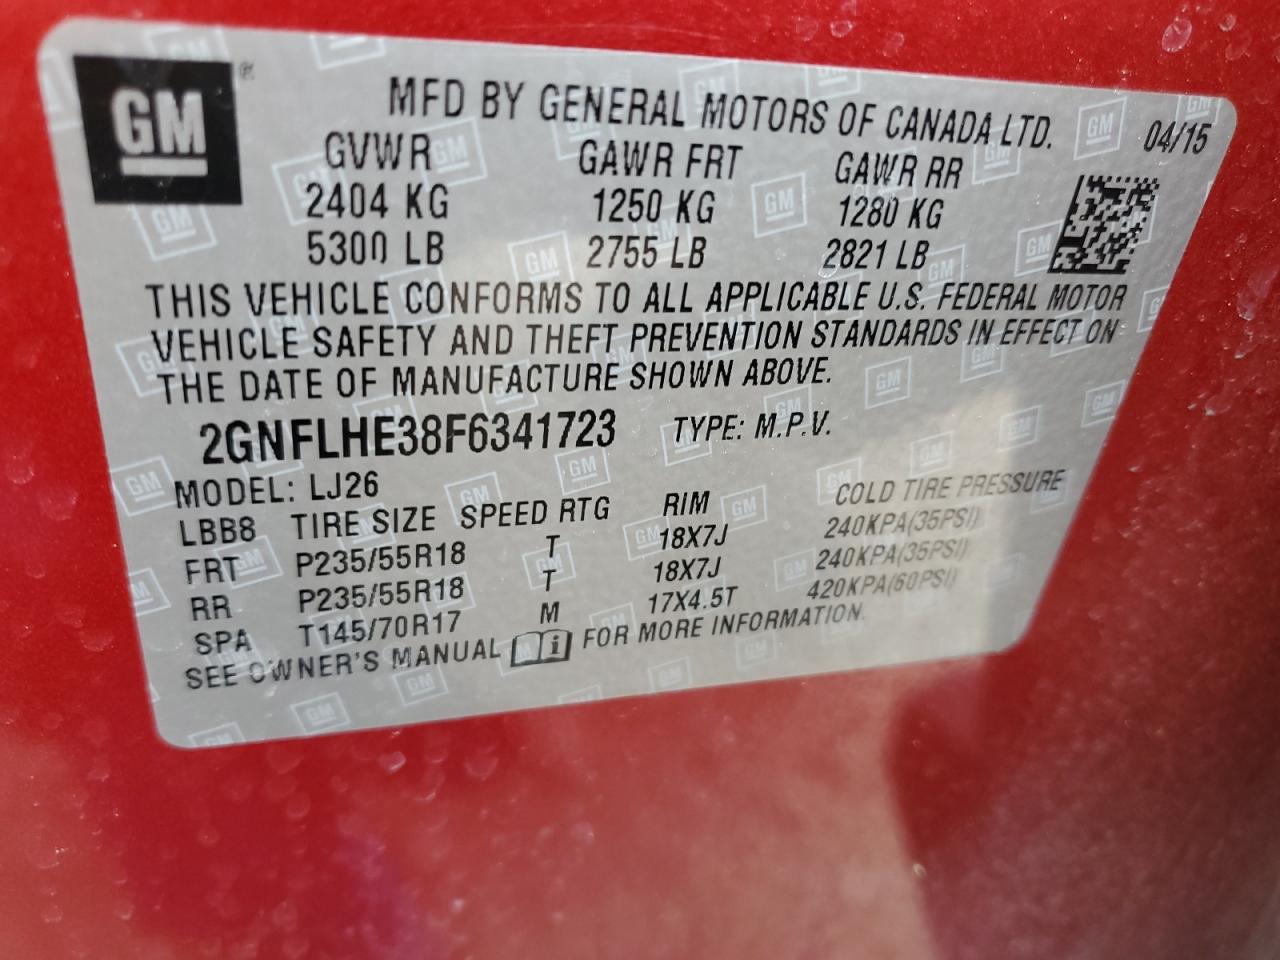 GM
®
MFD BY GENERAL MOTORS OF CANADA LTD.
04/15
GVWR GAWR FRT GAWR RR
2404 KG 1250 KG 1280 KG
5300 LB 2755 LB 2821 LB
THIS VEHICLE CONFORMS TO ALL APPLICABLE U.S. FEDERAL MOTOR
VEHICLE SAFETY AND THEFT PREVENTION STANDARDS IN EFFECT ON
THE DATE OF MANUFACTURE SHOWN ABOVE.
2GNFLHE38F6341723 TYPE: M.P.V.
MODEL: LJ26
LBB8 TIRE SIZE SPEED RTG RIM COLD TIRE PRESSURE
FRT P235/55R18 T 18X7J 240KPA(35PSI)
RR P235/55R18 T 18X7J 240KPA(35PSI)
SPA T145/70R17 M 17X4.5T 420KPA(60PSI)
SEE OWNER'S MANUAL i FOR MORE INFORMATION.